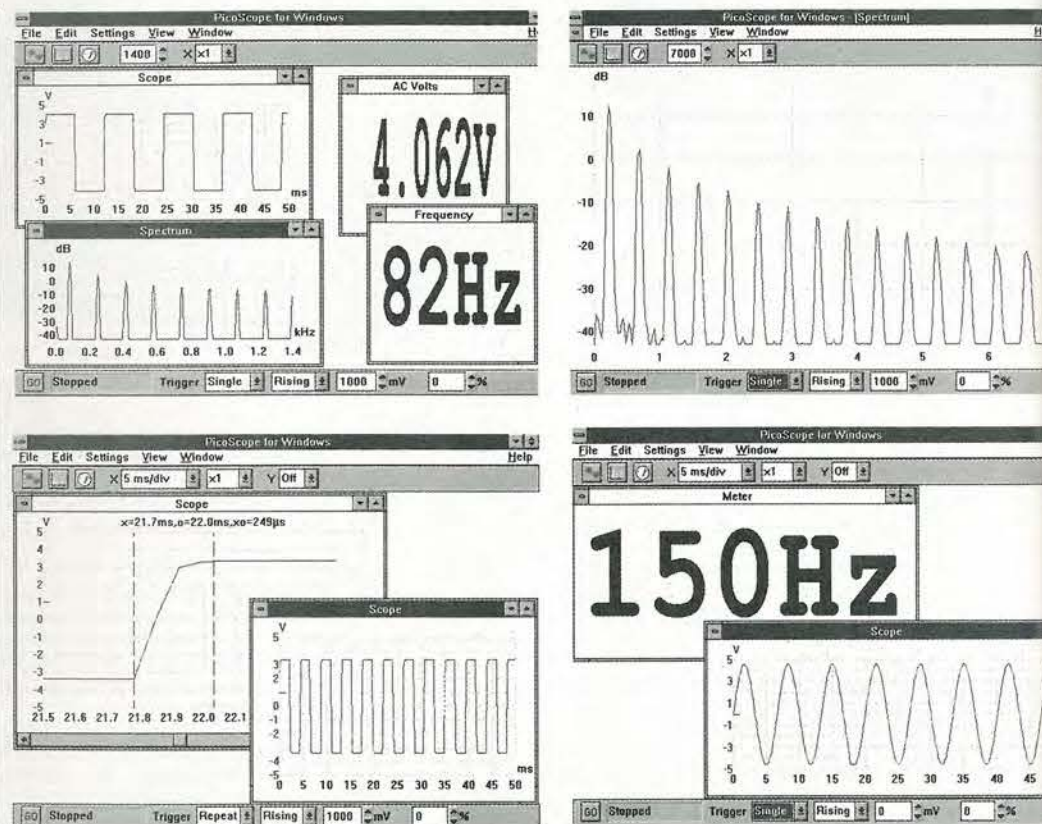 PicoScope for Windows
File Edit Settings View Window
1408 × ×1
Scope
V
5
3
1
-3
-5
ms
0 5 10 15 20 25 30 35 40 45 50
AC Volts
4.062V
Spectrum
dB
10
0
-10
-20
-30
-40
kHz
0.0 0.2 0.4 0.6 0.8 1.0 1.2 1.4
Frequency
82Hz
GO Stopped Trigger Single Rising 1000 mV 0 %
PicoScope for Windows - [Spectrum]
File Edit Settings View Window
7008 × ×1
dB
10
0
-10
-20
-30
-40
0 1 2 3 4 5 6
GO Stopped Trigger Single Rising 1000 mV 0 %
PicoScope for Windows
File Edit Settings View Window Help
× 5 ms/div ×1 Y Off
Scope
V x=21.7ms,o=22.0ms,xo=249µs
5
4
3
2
1
0
-1
-2
-3
-4
-5
21.5 21.6 21.7 21.8 21.9 22.0 22.1
Scope
V
5
3
2
0
-1
-2
-4
-5
ms
0 5 10 15 20 25 30 35 40 45 50
GO Stopped Trigger Repeat Rising 1000 mV 0 %
PicoScope for Windows
File Edit Settings View Window
× 5 ms/div ×1 Y Off
Meter
150Hz
Scope
V
5
3
1
-1
-3
-5
0 5 10 15 20 25 30 35 40 45
GO Stopped Trigger Single Rising 0 mV 0 %